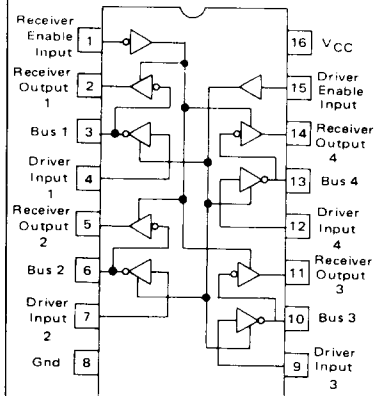 Receiver
Enable
Input
1
Receiver
Output
1
2
Bus 1
3
Driver
Input
1
4
Receiver
Output
2
5
Bus 2
6
Driver
Input
2
7
Gnd
8
16
VCC
15
Driver
Enable
Input
14
Receiver
Output
4
13
Bus 4
12
Driver
Input
4
11
Receiver
Output
3
10
Bus 3
9
Driver
Input
3